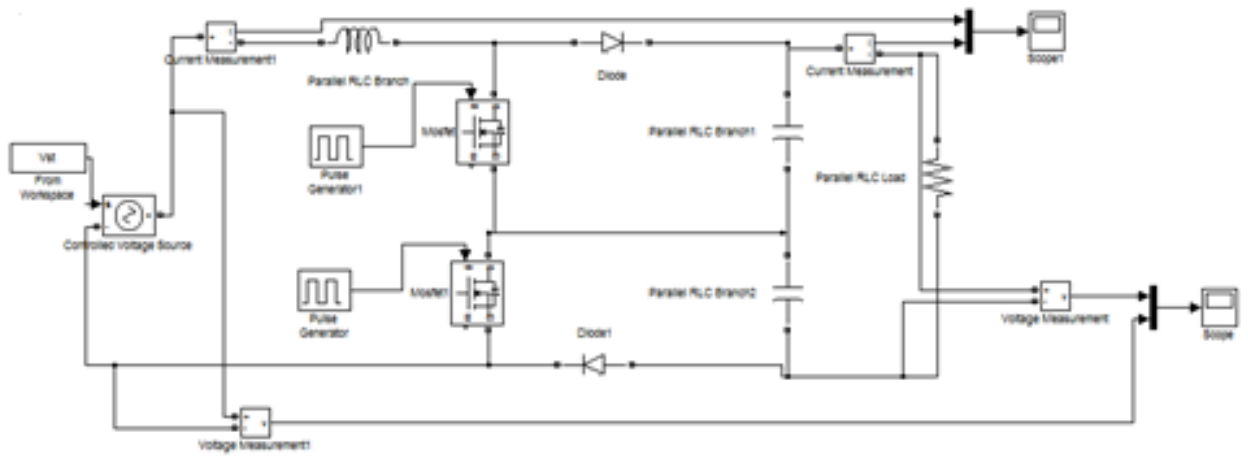 Current Measurement1
Parallel RLC Branch
Diode
Current Measurement
Scope1
Mosfet
Parallel RLC Branch1
Pulse
Generator1
Parallel RLC Load
From
Workspace
Controlled Voltage Source
Mosfet1
Pulse
Generator
Parallel RLC Branch2
Diode1
Voltage Measurement
Scope
Voltage Measurement1